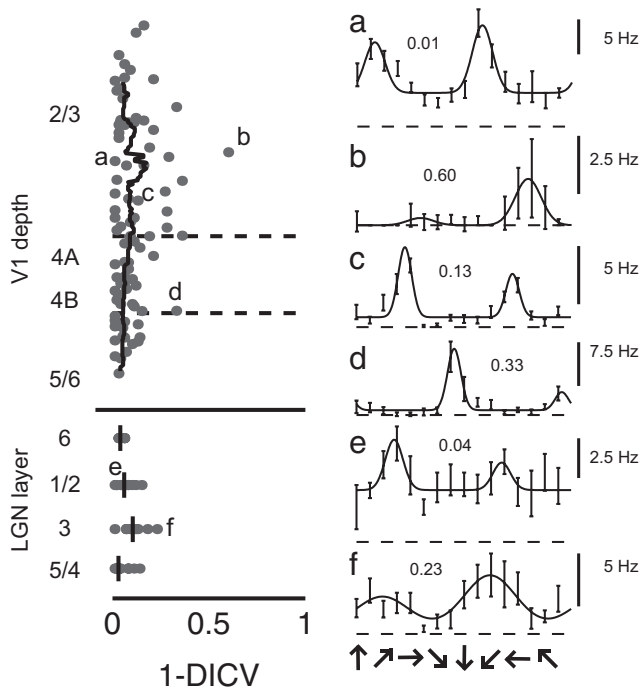 V1 depth
2/3
4A
4B
5/6
a
b
c
d
LGN layer
6
1/2
3
5/4
e
f
0 0.5 1
1-DICV
a 0.01 5 Hz
b 0.60 2.5 Hz
c 0.13 5 Hz
d 0.33 7.5 Hz
e 0.04 2.5 Hz
f 0.23 5 Hz